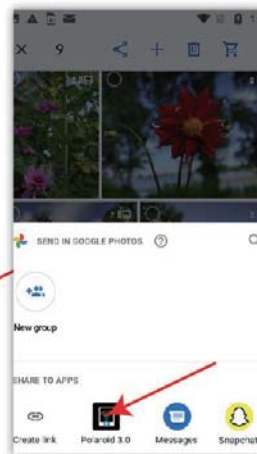 9
SEND IN GOOGLE PHOTOS
New group
SHARE TO APPS
Create link Polaroid 3.0 Messages Snapchat